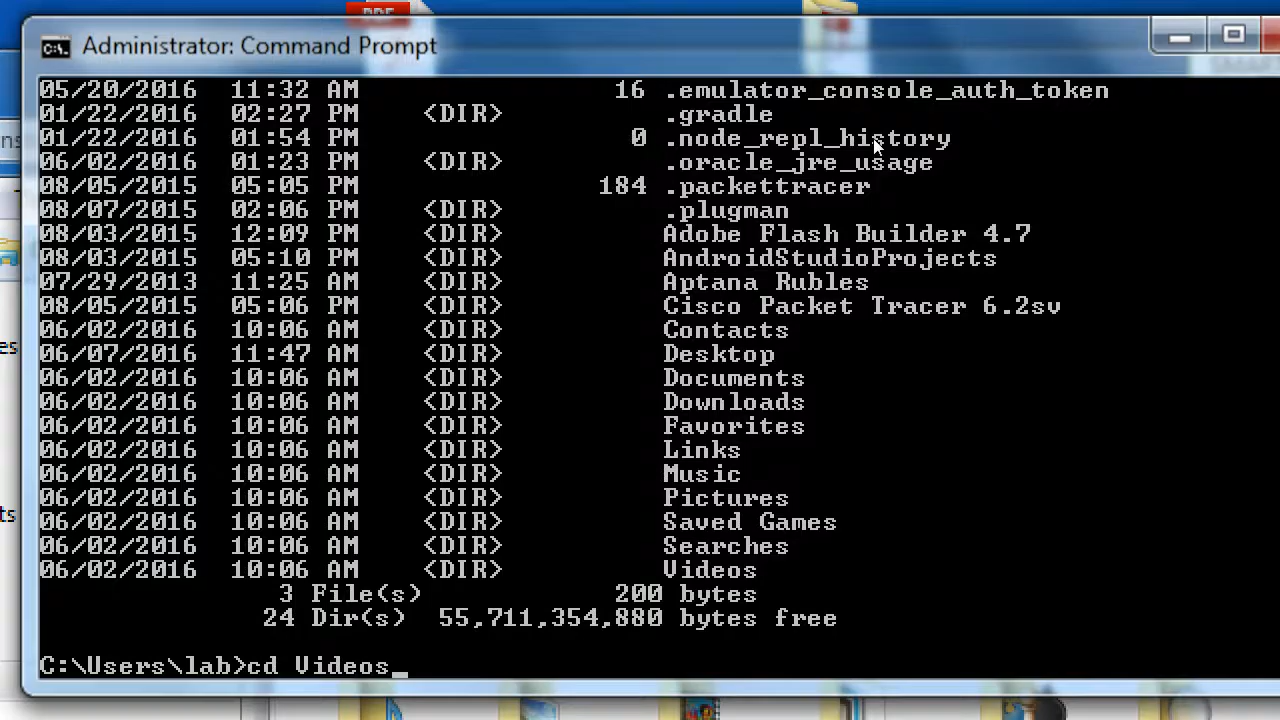 PDF
Administrator: Command Prompt
05/20/2016 11:32 AM 16 .emulator_console_auth_token
01/22/2016 02:27 PM <DIR> .gradle
01/22/2016 01:54 PM 0 .node_repl_history
06/02/2016 01:23 PM <DIR> .oracle_jre_usage
08/05/2015 05:05 PM 184 .packettracer
08/07/2015 02:06 PM <DIR> .plugman
08/03/2015 12:09 PM <DIR> Adobe Flash Builder 4.7
08/03/2015 05:10 PM <DIR> AndroidStudioProjects
07/29/2013 11:25 AM <DIR> Aptana Rubles
08/05/2015 05:06 PM <DIR> Cisco Packet Tracer 6.2sv
06/02/2016 10:06 AM <DIR> Contacts
06/07/2016 11:47 AM <DIR> Desktop
06/02/2016 10:06 AM <DIR> Documents
06/02/2016 10:06 AM <DIR> Downloads
06/02/2016 10:06 AM <DIR> Favorites
06/02/2016 10:06 AM <DIR> Links
06/02/2016 10:06 AM <DIR> Music
06/02/2016 10:06 AM <DIR> Pictures
06/02/2016 10:06 AM <DIR> Saved Games
06/02/2016 10:06 AM <DIR> Searches
06/02/2016 10:06 AM <DIR> Videos
3 File(s) 200 bytes
24 Dir(s) 55,711,354,880 bytes free
C:\Users\lab>cd Videos_